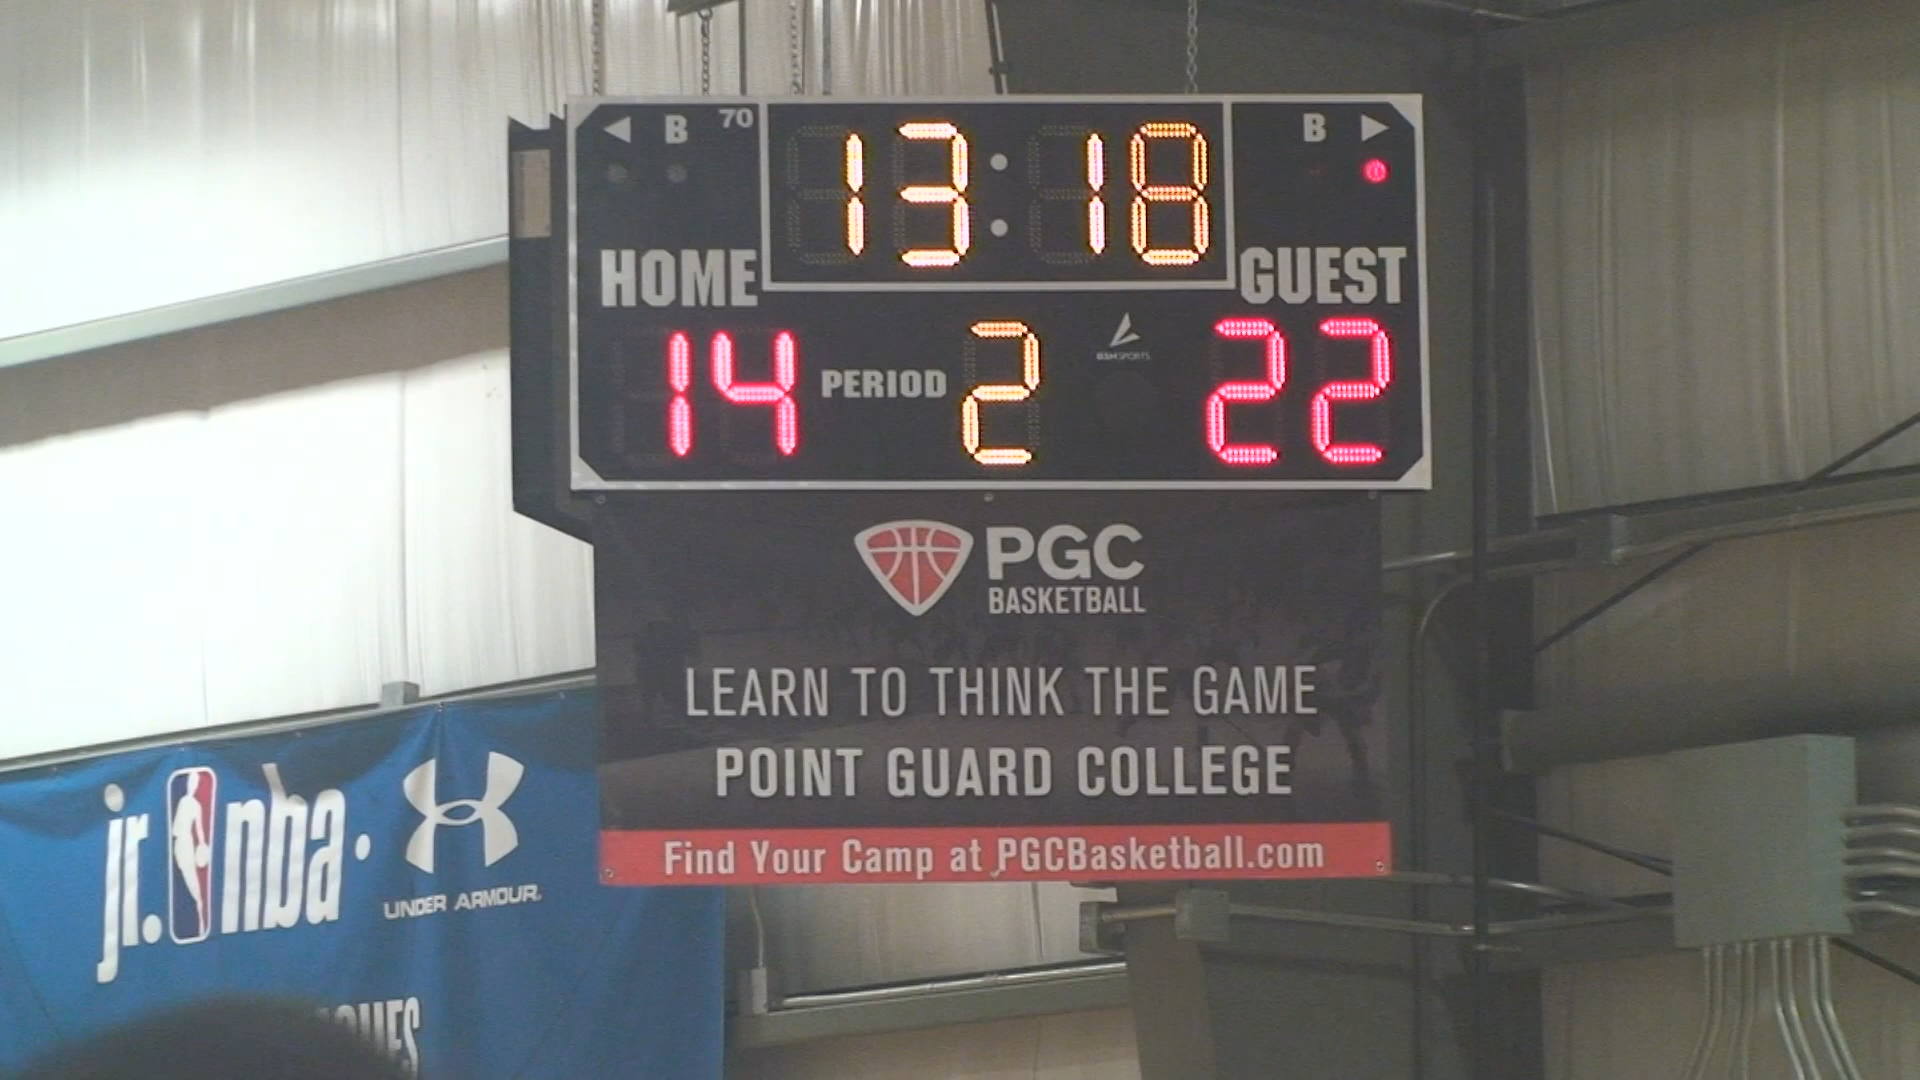 B 70 13:18 B
HOME GUEST
14 PERIOD 2 BSN SPORTS 22
PGC
BASKETBALL
LEARN TO THINK THE GAME
POINT GUARD COLLEGE
Find Your Camp at PGCBasketball.com
jr. nba
UNDER ARMOUR